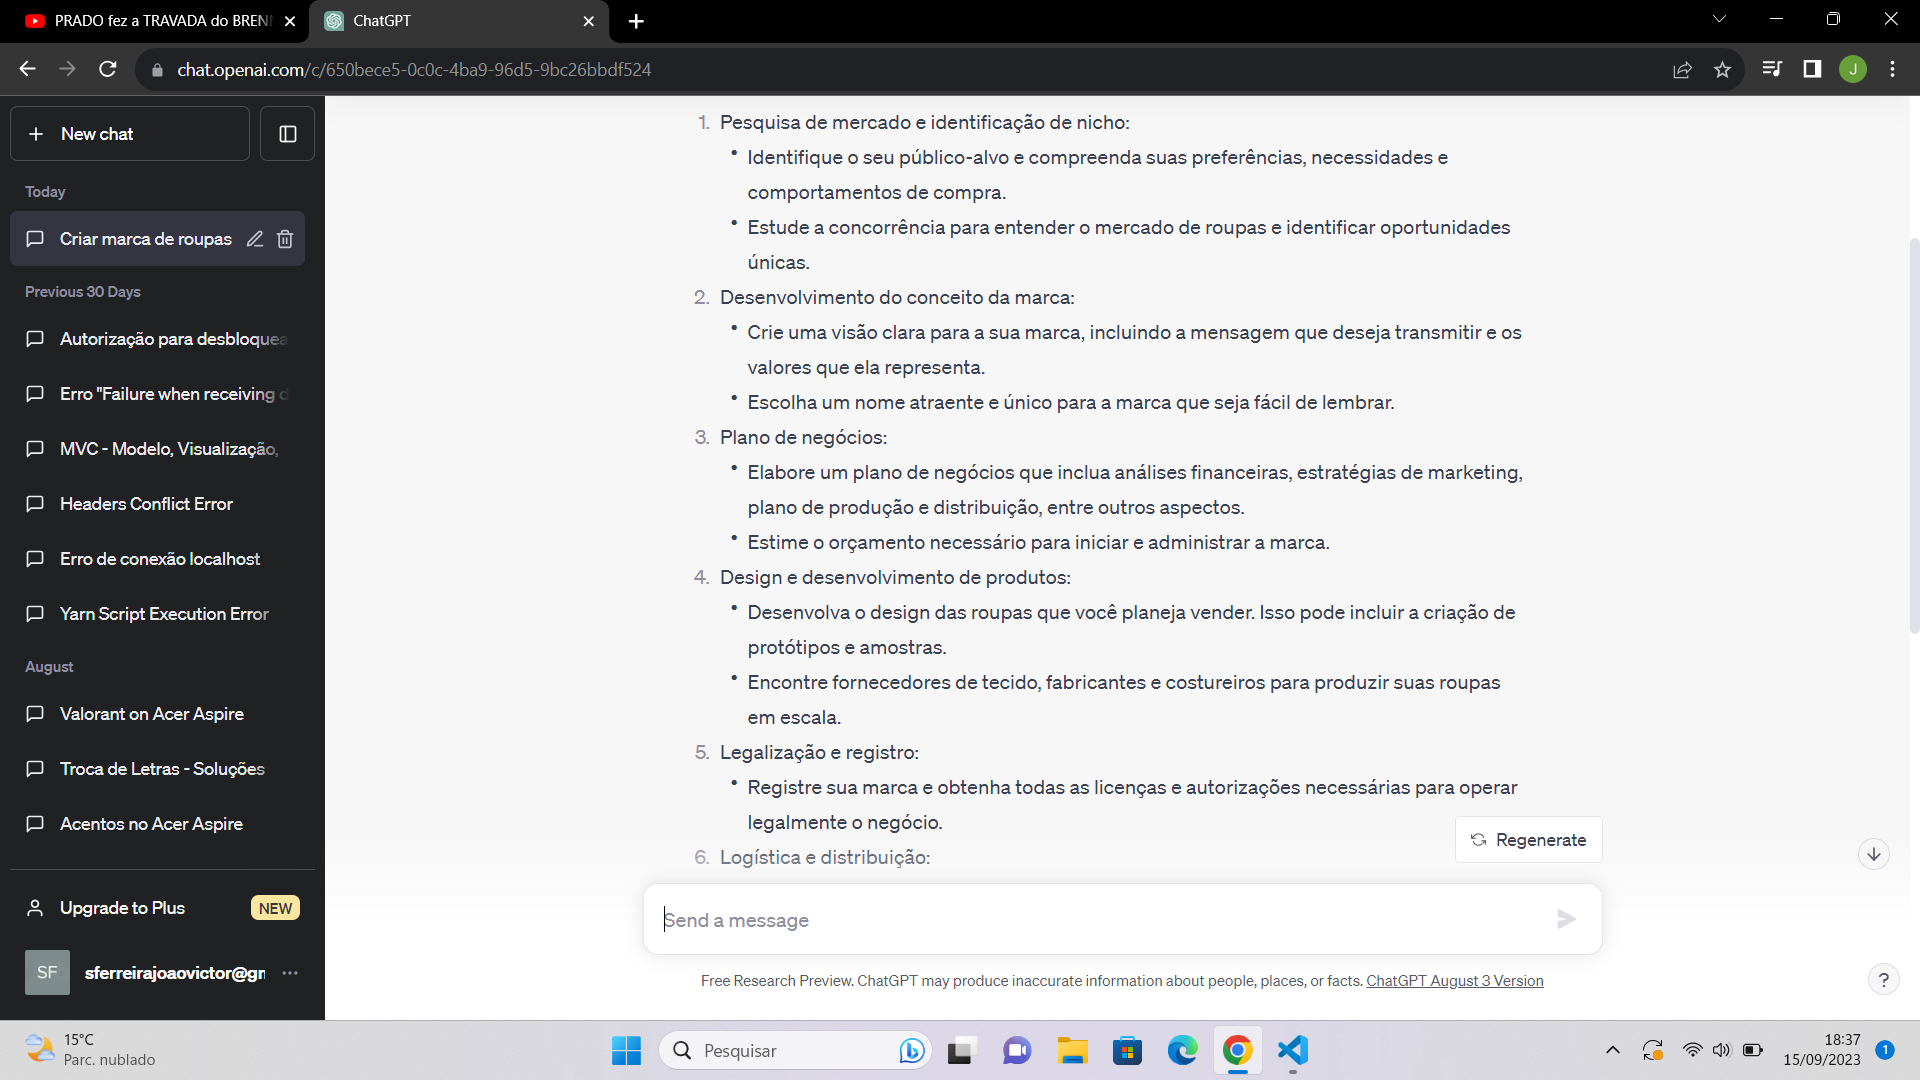 PRADO fez a TRAVADA do BREN
ChatGPT
chat.openai.com/c/650bece5-0c0c-4ba9-96d5-9bc26bbdf524
J
New chat
Today
Criar marca de roupas
Previous 30 Days
Autorização para desbloquea
Erro "Failure when receiving d
MVC - Modelo, Visualização,
Headers Conflict Error
Erro de conexão localhost
Yarn Script Execution Error
August
Valorant on Acer Aspire
Troca de Letras - Soluções
Acentos no Acer Aspire
Upgrade to Plus NEW
SF sferreirajoaovictor@gm
1. Pesquisa de mercado e identificação de nicho:
• Identifique o seu público-alvo e compreenda suas preferências, necessidades e
comportamentos de compra.
• Estude a concorrência para entender o mercado de roupas e identificar oportunidades
únicas.
2. Desenvolvimento do conceito da marca:
• Crie uma visão clara para a sua marca, incluindo a mensagem que deseja transmitir e os
valores que ela representa.
• Escolha um nome atraente e único para a marca que seja fácil de lembrar.
3. Plano de negócios:
• Elabore um plano de negócios que inclua análises financeiras, estratégias de marketing,
plano de produção e distribuição, entre outros aspectos.
• Estime o orçamento necessário para iniciar e administrar a marca.
4. Design e desenvolvimento de produtos:
• Desenvolva o design das roupas que você planeja vender. Isso pode incluir a criação de
protótipos e amostras.
• Encontre fornecedores de tecido, fabricantes e costureiros para produzir suas roupas
em escala.
5. Legalização e registro:
• Registre sua marca e obtenha todas as licenças e autorizações necessárias para operar
legalmente o negócio.
6. Logística e distribuição:
Regenerate
Send a message
Free Research Preview. ChatGPT may produce inaccurate information about people, places, or facts. ChatGPT August 3 Version
?
15°C
Parc. nublado
Pesquisar
18:37
15/09/2023
1